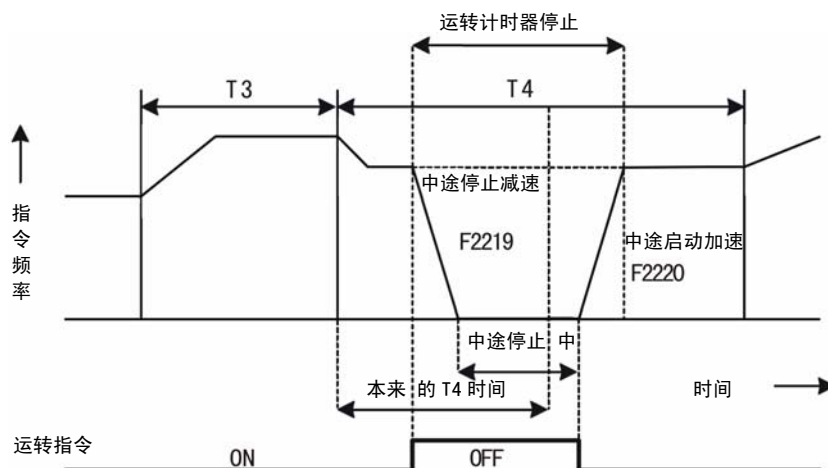 运转计时器停止
T3
T4
中途停止减速
指令频率
F2219
中途启动加速
F2220
中途停止 中
本来 的 T4 时间
时间
运转指令
ON
OFF